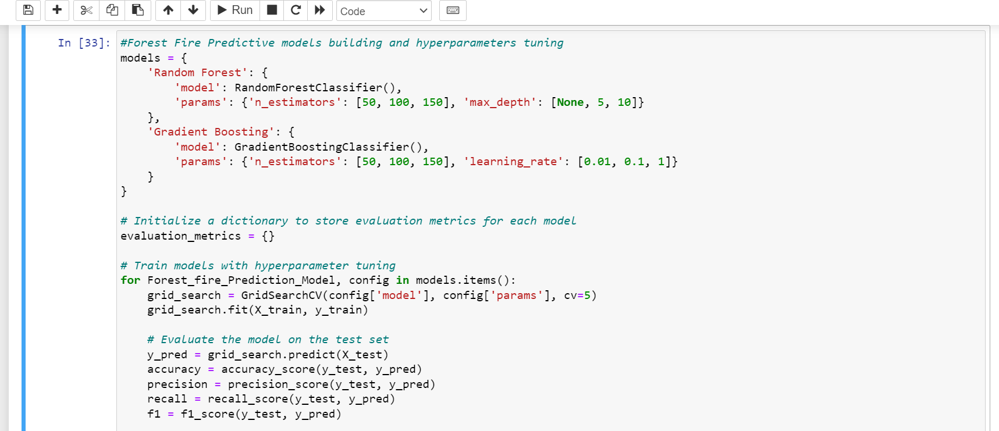 Run
Code
In [33]:
#Forest Fire Predictive models building and hyperparameters tuning
models = {
    'Random Forest': {
        'model': RandomForestClassifier(),
        'params': {'n_estimators': [50, 100, 150], 'max_depth': [None, 5, 10]}
    },
    'Gradient Boosting': {
        'model': GradientBoostingClassifier(),
        'params': {'n_estimators': [50, 100, 150], 'learning_rate': [0.01, 0.1, 1]}
    }
}
# Initialize a dictionary to store evaluation metrics for each model
evaluation_metrics = {}
# Train models with hyperparameter tuning
for Forest_fire_Prediction_Model, config in models.items():
    grid_search = GridSearchCV(config['model'], config['params'], cv=5)
    grid_search.fit(X_train, y_train)
    # Evaluate the model on the test set
    y_pred = grid_search.predict(X_test)
    accuracy = accuracy_score(y_test, y_pred)
    precision = precision_score(y_test, y_pred)
    recall = recall_score(y_test, y_pred)
    f1 = f1_score(y_test, y_pred)